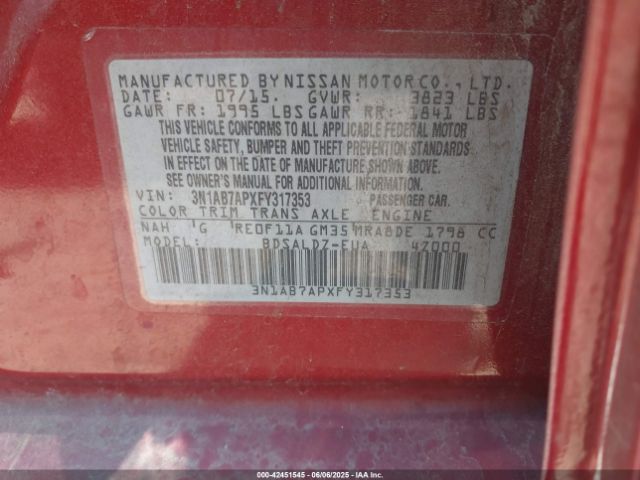 MANUFACTURED BY NISSAN MOTOR CO., LTD.
DATE: 07/15. GVWR: 3823 LBS
GAWR FR: 1995 LBS GAWR RR: 1841 LBS
THIS VEHICLE CONFORMS TO ALL APPLICABLE FEDERAL MOTOR
VEHICLE SAFETY, BUMPER AND THEFT PREVENTION STANDARDS
IN EFFECT ON THE DATE OF MANUFACTURE SHOWN ABOVE.
SEE OWNER'S MANUAL FOR ADDITIONAL INFORMATION.
VIN: 3N1AB7APXFY317353 PASSENGER CAR.
COLOR TRIM TRANS AXLE ENGINE
NAH G RE0F11A GM35 MRA8DE 1798 CC
MODEL: BDSALDZ-EUA 42000
3N1AB7APXFY317353
000-42451545 - 06/06/2025 - IAA, Inc.